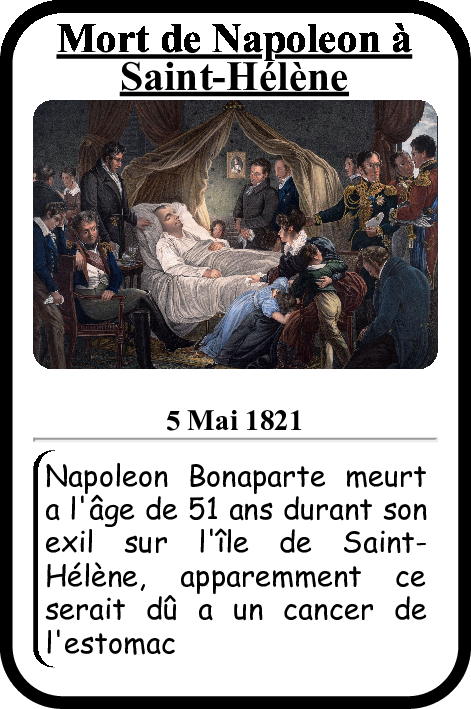 Mort de Napoleon à
Saint-Hélène
5 Mai 1821
Napoleon Bonaparte meurt
a l'âge de 51 ans durant son
exil sur l'île de Saint-
Hélène, apparemment ce
serait dû a un cancer de
l'estomac